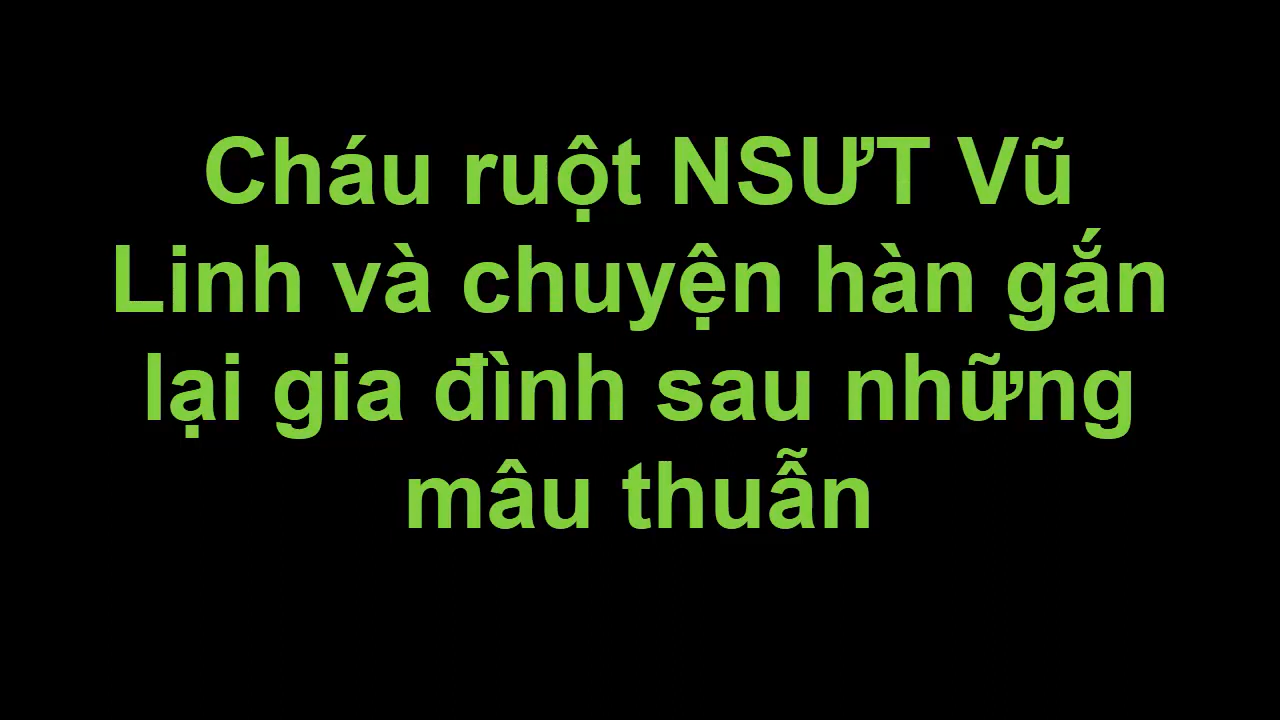 Cháu ruột NSƯT Vũ
Linh và chuyện hàn gắn
lại gia đình sau những
mâu thuẫn